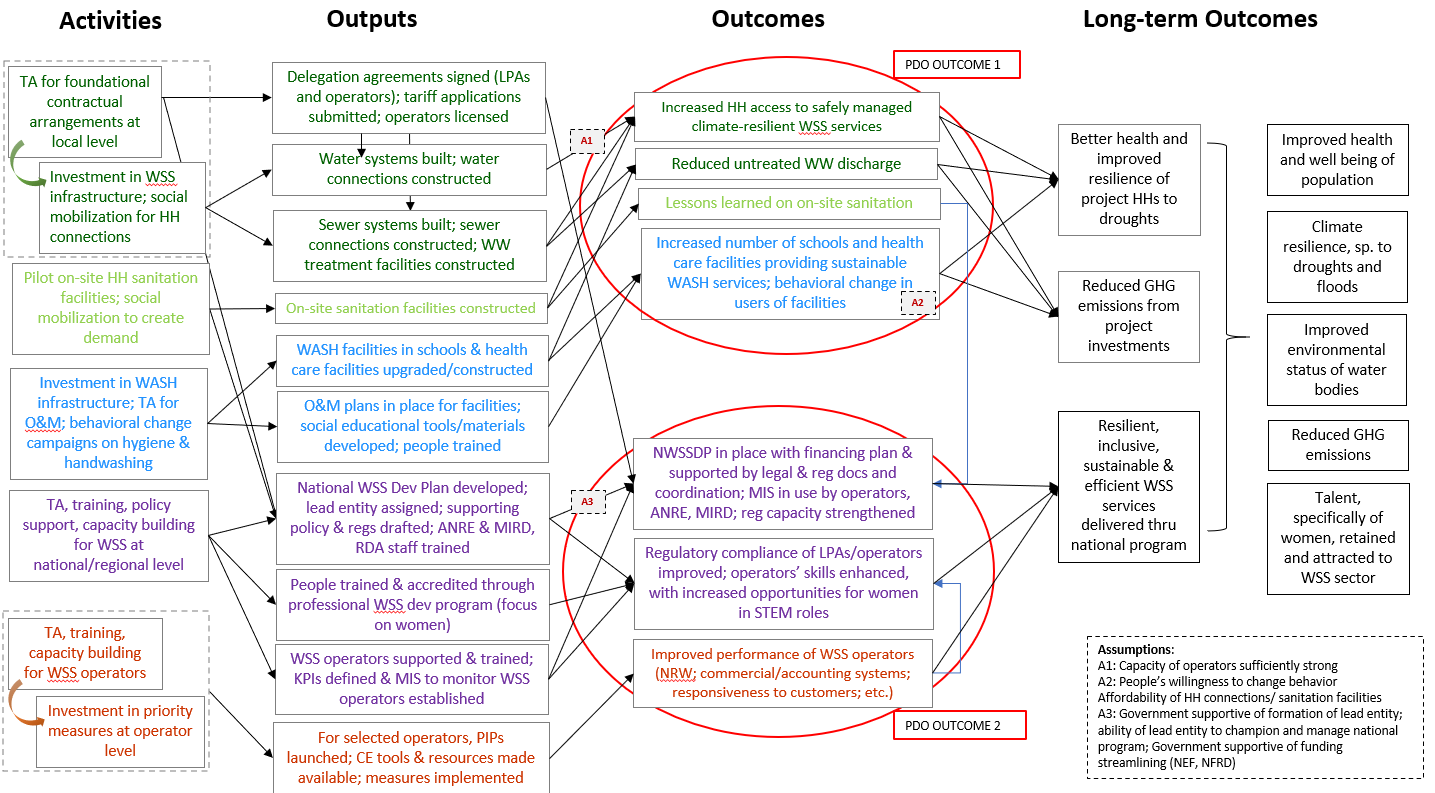 Activities
Outputs
Outcomes
Long-term Outcomes
TA for foundational
contractual
arrangements at
local level
Investment in WSS
infrastructure; social
mobilization for HH
connections
Pilot on-site HH sanitation
facilities; social
mobilization to create
demand
Investment in WASH
infrastructure; TA for
O&M; behavioral change
campaigns on hygiene &
handwashing
TA, training, policy
support, capacity building
for WSS at
national/regional level
TA, training,
capacity building
for WSS operators
Investment in priority
measures at operator
level
Delegation agreements signed (LPAs
and operators); tariff applications
submitted; operators licensed
Water systems built; water
connections constructed
Sewer systems built; sewer
connections constructed; WW
treatment facilities constructed
On-site sanitation facilities constructed
WASH facilities in schools & health
care facilities upgraded/constructed
O&M plans in place for facilities;
social educational tools/materials
developed; people trained
National WSS Dev Plan developed;
lead entity assigned; supporting
policy & regs drafted; ANRE & MIRD,
RDA staff trained
People trained & accredited through
professional WSS dev program (focus
on women)
WSS operators supported & trained;
KPIs defined & MIS to monitor WSS
operators established
For selected operators, PIPs
launched; CE tools & resources made
available; measures implemented
A1
A3
PDO OUTCOME 1
Increased HH access to safely managed
climate-resilient WSS services
Reduced untreated WW discharge
Lessons learned on on-site sanitation
Increased number of schools and health
care facilities providing sustainable
WASH services; behavioral change in
users of facilities
A2
NWSSDP in place with financing plan &
supported by legal & reg docs and
coordination; MIS in use by operators,
ANRE, MIRD; reg capacity strengthened
Regulatory compliance of LPAs/operators
improved; operators’ skills enhanced,
with increased opportunities for women
in STEM roles
Improved performance of WSS operators
(NRW; commercial/accounting systems;
responsiveness to customers; etc.)
PDO OUTCOME 2
Better health and
improved
resilience of
project HHs to
droughts
Reduced GHG
emissions from
project
investments
Resilient,
inclusive,
sustainable &
efficient WSS
services
delivered thru
national program
Improved health
and well being of
population
Climate
resilience, sp. to
droughts and
floods
Improved
environmental
status of water
bodies
Reduced GHG
emissions
Talent,
specifically of
women, retained
and attracted to
WSS sector
Assumptions:
A1: Capacity of operators sufficiently strong
A2: People’s willingness to change behavior
Affordability of HH connections/ sanitation facilities
A3: Government supportive of formation of lead entity;
ability of lead entity to champion and manage national
program; Government supportive of funding
streamlining (NEF, NFRD)